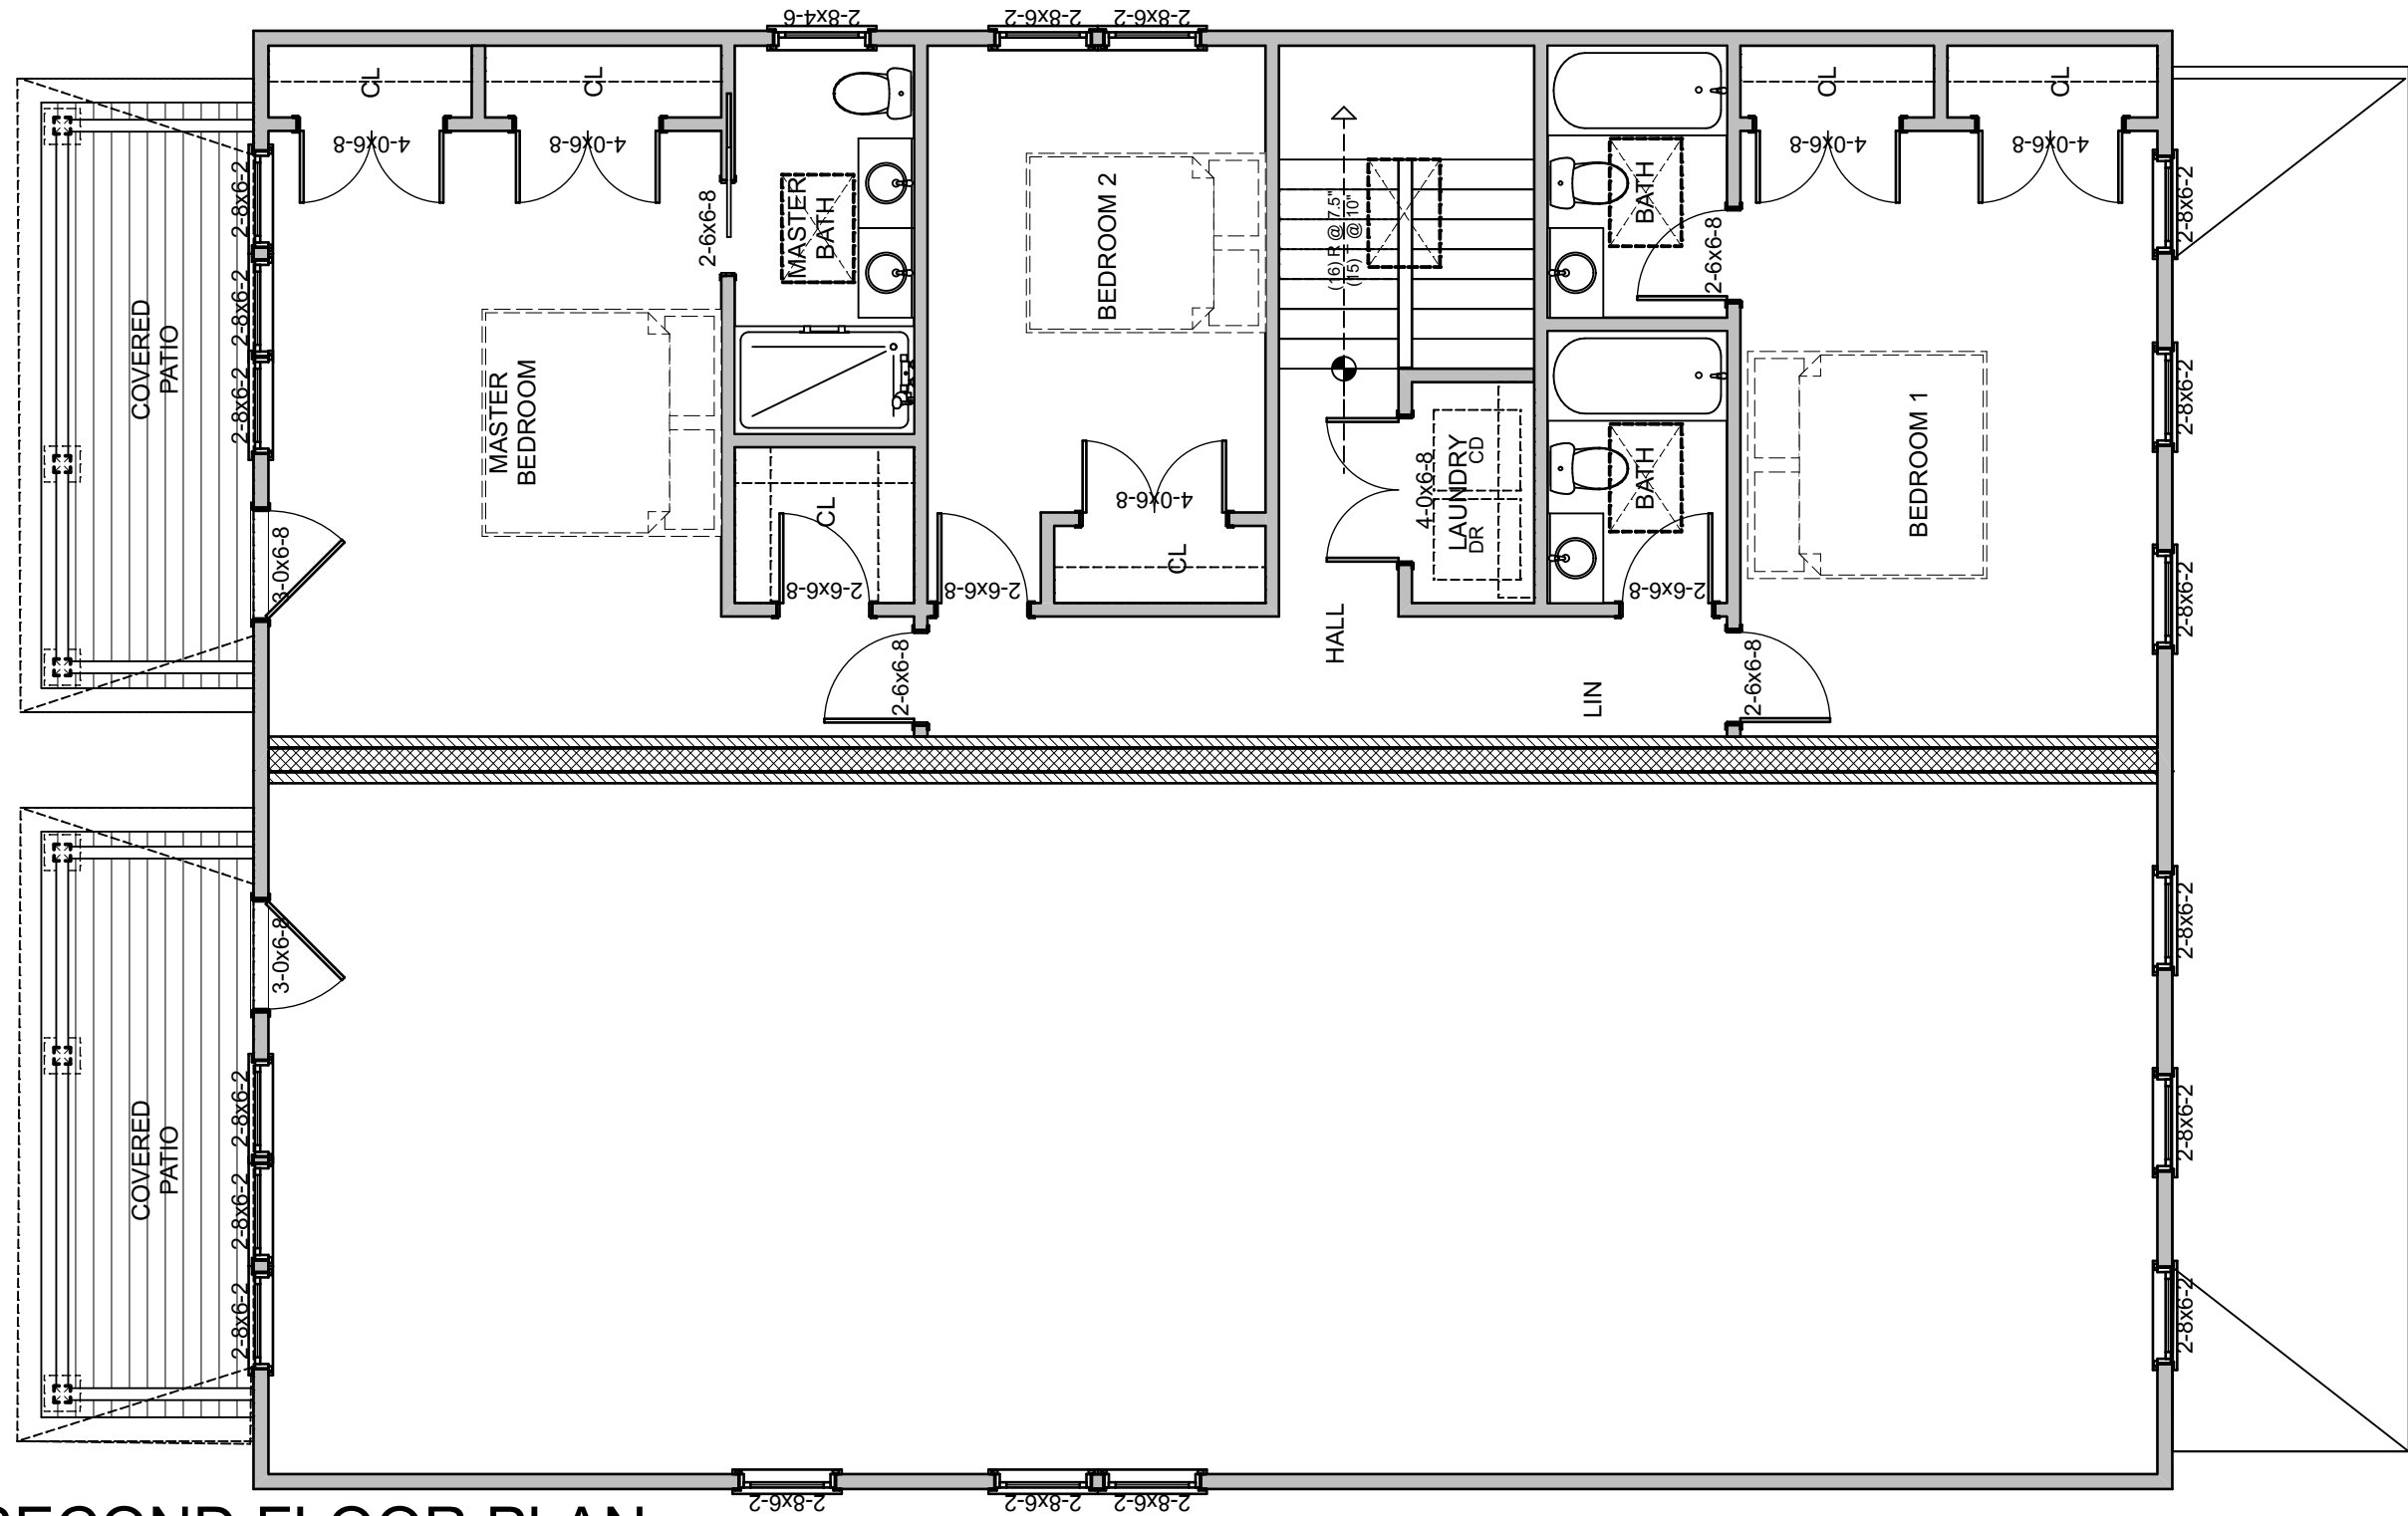 2-8x4-6
2-8x6-2
2-8x6-2
CL
CL
CL
CL
4-0x6-8
4-0x6-8
4-0x6-8
4-0x6-8
2-8x6-2
2-8x6-2
2-8x6-2
COVERED
PATIO
MASTER
BEDROOM
2-6x6-8
MASTER
BATH
BEDROOM 2
(16) R @ 7.5"
(15) T @ 10"
BATH
2-6x6-8
2-8x6-2
2-8x6-2
2-8x6-2
3-0x6-8
CL
2-6x6-8
2-6x6-8
4-0x6-8
CL
4-0x6-8
LAUNDRY
CD
DR
BATH
2-6x6-8
BEDROOM 1
HALL
2-6x6-8
LIN
2-6x6-8
3-0x6-8
COVERED
PATIO
2-8x6-2
2-8x6-2
2-8x6-2
2-8x6-2
2-8x6-2
2-8x6-2
2-8x6-2
2-8x6-2
2-8x6-2
SECOND FLOOR PLAN